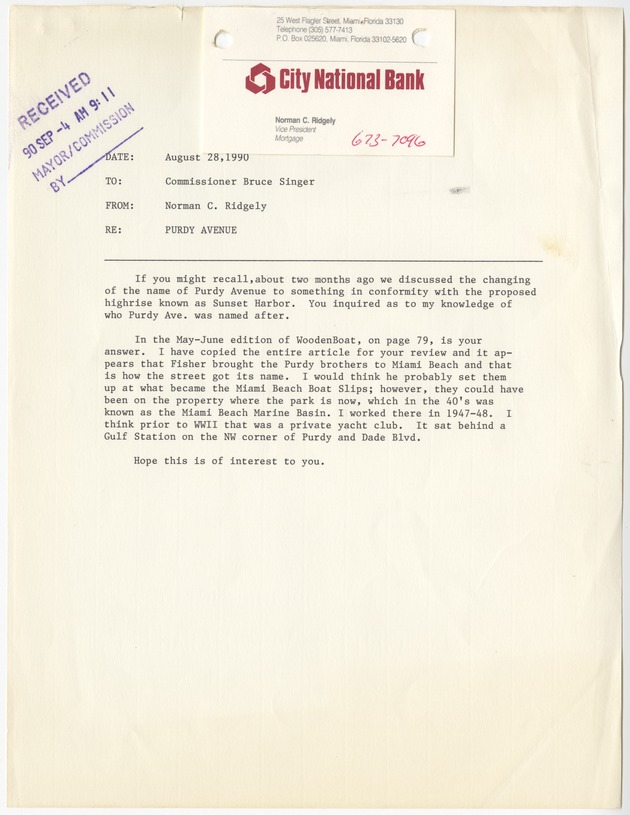 25 West Flagler Street, Miami, Florida 33130
Telephone (305) 577-7413
P.O. Box 025620, Miami, Florida 33102-5620
City National Bank
Norman C. Ridgely
Vice President
Mortgage
673-7096
RECEIVED
90 SEP -4 AM 9:11
MAYOR/COMMISSION
BY
DATE: August 28,1990
TO: Commissioner Bruce Singer
FROM: Norman C. Ridgely
RE: PURDY AVENUE
If you might recall,about two months ago we discussed the changing
of the name of Purdy Avenue to something in conformity with the proposed
highrise known as Sunset Harbor. You inquired as to my knowledge of
who Purdy Ave. was named after.
In the May-June edition of WoodenBoat, on page 79, is your
answer. I have copied the entire article for your review and it ap-
pears that Fisher brought the Purdy brothers to Miami Beach and that
is how the street got its name. I would think he probably set them
up at what became the Miami Beach Boat Slips; however, they could have
been on the property where the park is now, which in the 40's was
known as the Miami Beach Marine Basin. I worked there in 1947-48. I
think prior to WWII that was a private yacht club. It sat behind a
Gulf Station on the NW corner of Purdy and Dade Blvd.
Hope this is of interest to you.